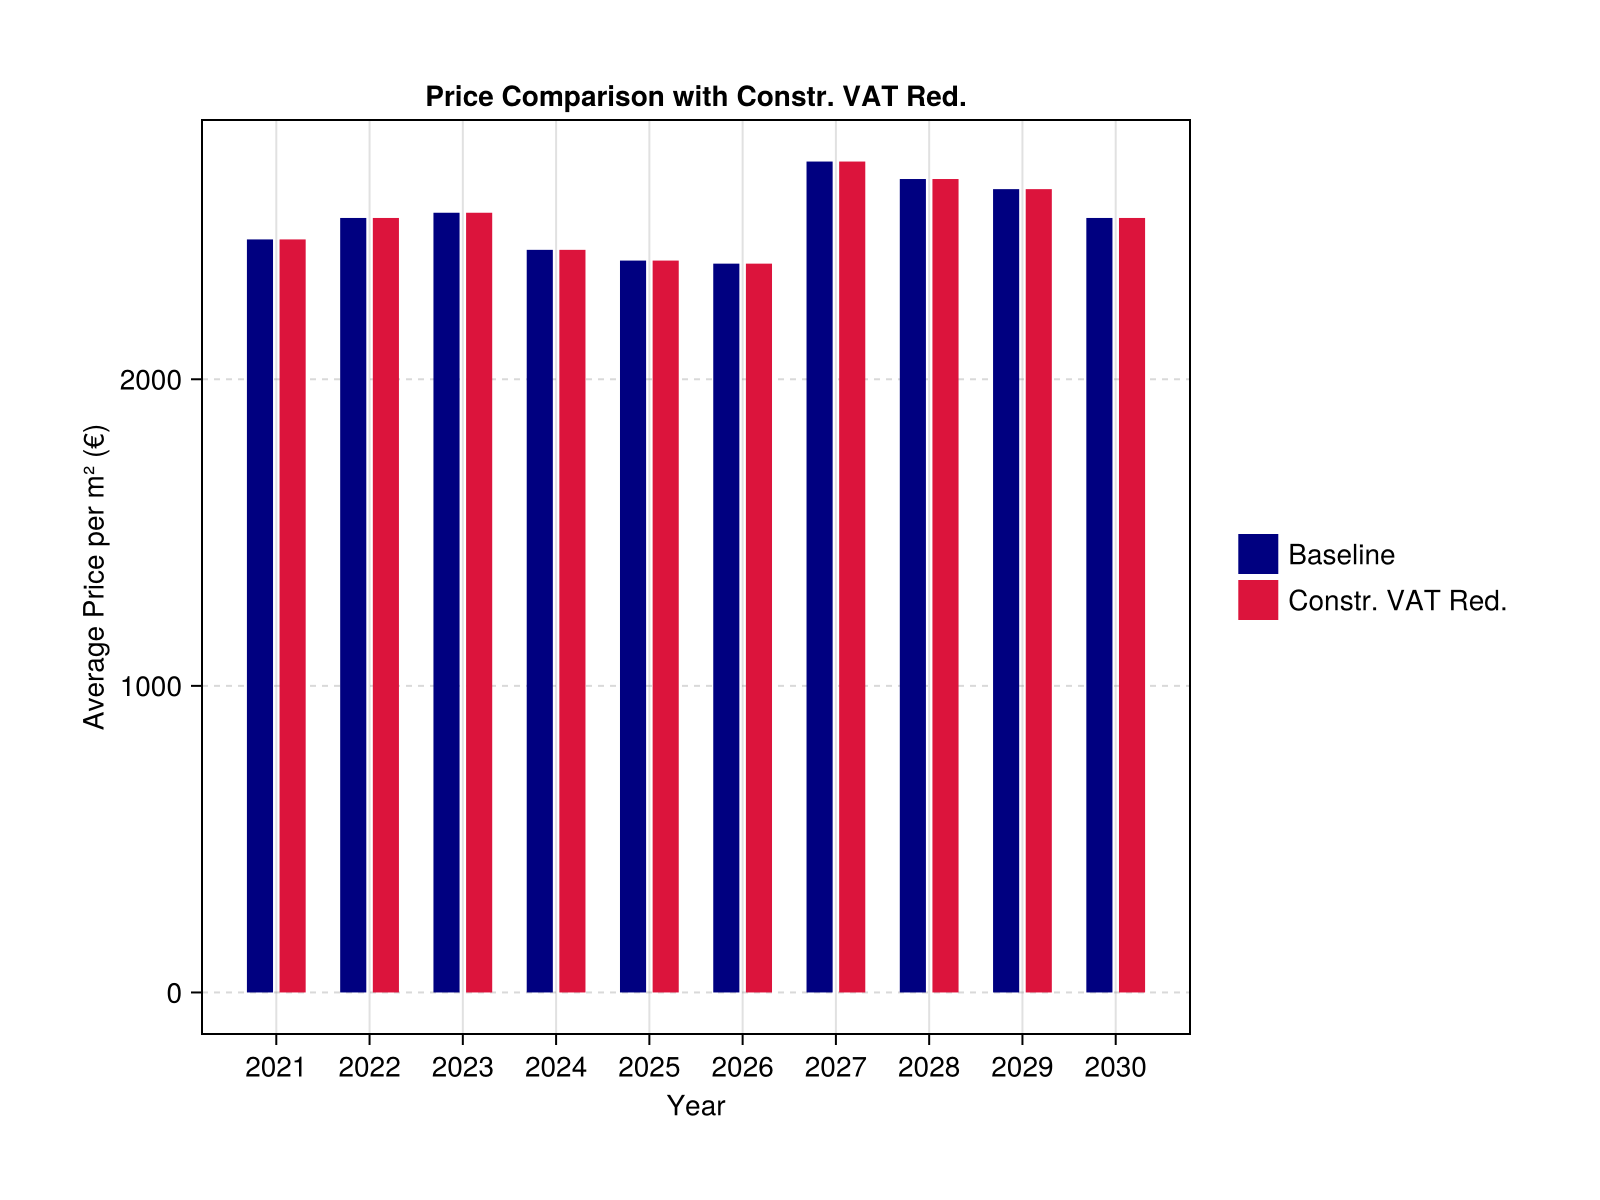 Price Comparison with Constr. VAT Red.
Average Price per m² (€)
2000
1000
0
2021 2022 2023 2024 2025 2026 2027 2028 2029 2030
Year
Baseline
Constr. VAT Red.